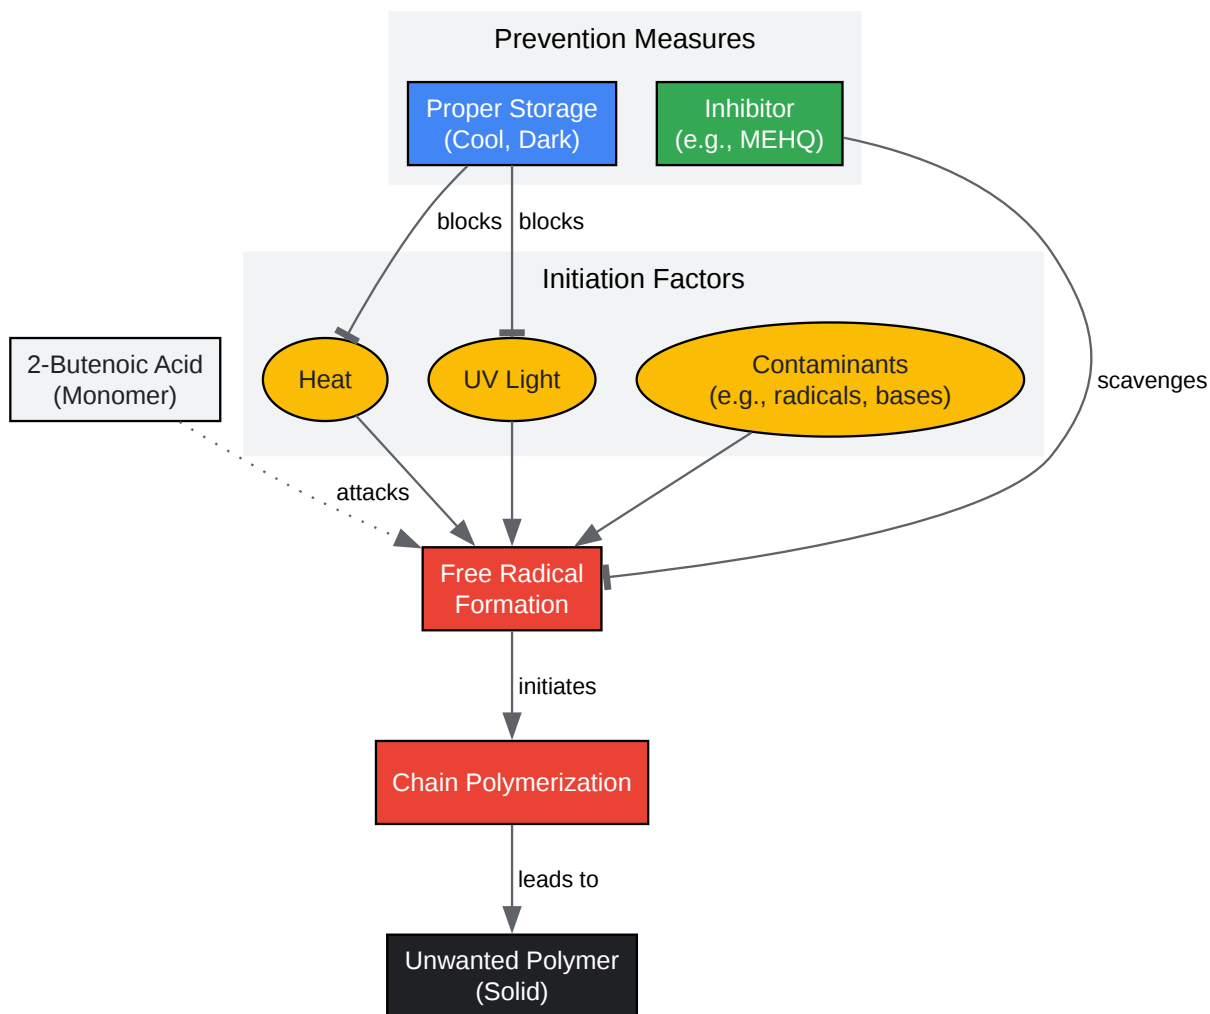 Prevention Measures
Proper Storage
(Cool, Dark)
Inhibitor
(e.g., MEHQ)
blocks
blocks
Initiation Factors
2-Butenoic Acid
(Monomer)
Heat
UV Light
Contaminants
(e.g., radicals, bases)
scavenges
attacks
Free Radical
Formation
initiates
Chain Polymerization
leads to
Unwanted Polymer
(Solid)